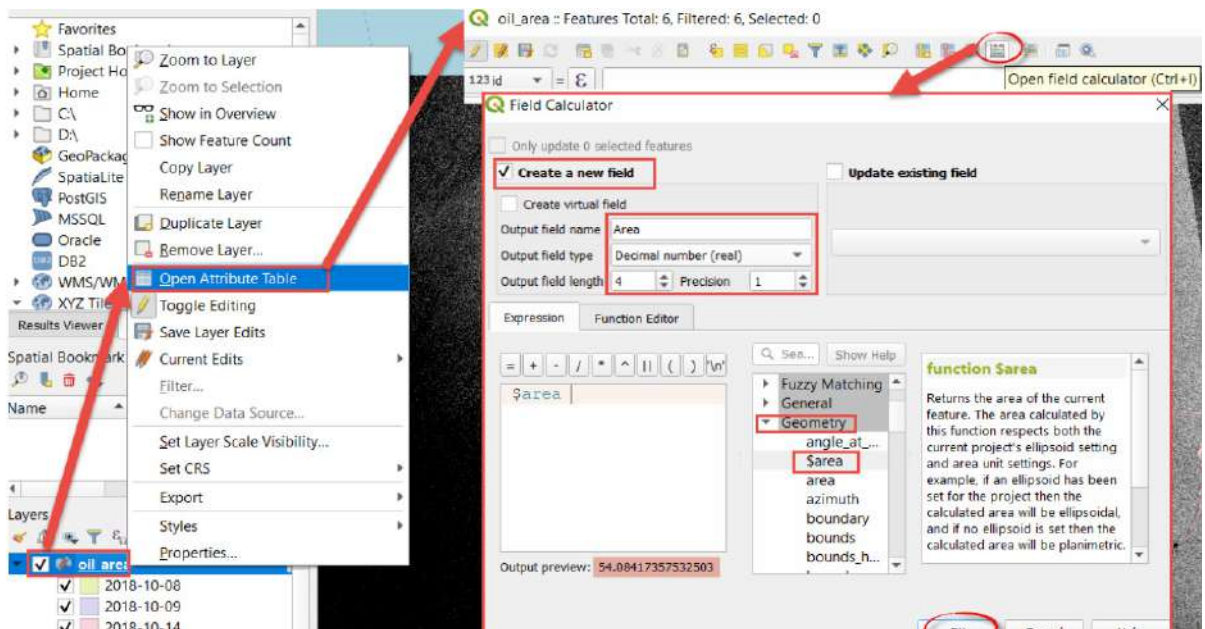 Favorites
Spatial Bo
Project Ho
Home
C:\
D:\
GeoPackag
SpatiaLite
PostGIS
MSSQL
Oracle
DB2
WMS/WM
XYZ Tile
Results Viewer
Spatial Bookmark
Name
Layers
oil_area
2018-10-08
2018-10-09
2018-10-14
Zoom to Layer
Zoom to Selection
Show in Overview
Show Feature Count
Copy Layer
Rename Layer
Duplicate Layer
Remove Layer...
Open Attribute Table
Toggle Editing
Save Layer Edits
Current Edits
Filter...
Change Data Source...
Set Layer Scale Visibility...
Set CRS
Export
Styles
Properties...
oil_area :: Features Total: 6, Filtered: 6, Selected: 0
123 id = ε
Open field calculator (Ctrl+I)
Field Calculator
Only update 0 selected features
Create a new field
Update existing field
Create virtual field
Output field name Area
Output field type Decimal number (real)
Output field length 4 Precision 1
Expression Function Editor
= + - / * ^ || ( ) '\n'
$area
Output preview: 54.08417357532503
Sea... Show Help
Fuzzy Matching
General
Geometry
angle_at_...
$area
area
azimuth
boundary
bounds
bounds_h...
function $area
Returns the area of the current
feature. The area calculated by
this function respects both the
current project's ellipsoid setting
and area unit settings. For
example, if an ellipsoid has been
set for the project then the
calculated area will be ellipsoidal,
and if no ellipsoid is set then the
calculated area will be planimetric.